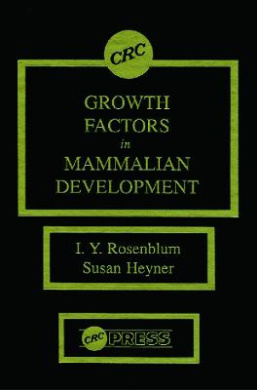 CRC
GROWTH
FACTORS
in
MAMMALIAN
DEVELOPMENT
I. Y. Rosenblum
Susan Heyner
CRC PRESS